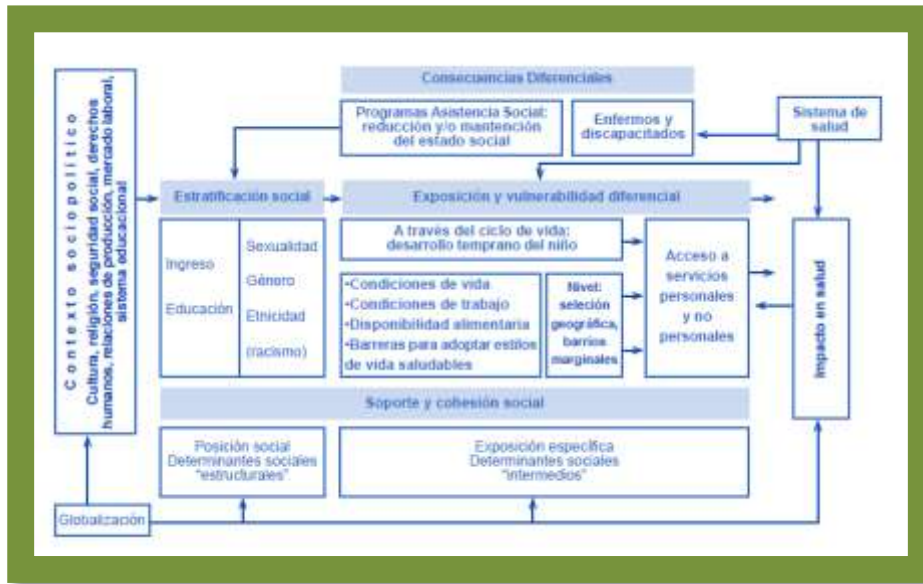 Consecuencias Diferenciales
Programas Asistencia Social:
reducción y/o mantención
del estado social
Enfermos y
discapacitados
Sistema de
salud
Contexto sociopolítico
Cultura, religión, seguridad social, derechos
humanos, relaciones de producción, mercado laboral,
sistema educacional
Estratificación social
Exposición y vulnerabilidad diferencial
Ingreso
Educación
Sexualidad
Género
Etnicidad
(racismo)
A través del ciclo de vida:
desarrollo temprano del niño
•Condiciones de vida
•Condiciones de trabajo
•Disponibilidad alimentaria
•Barreras para adoptar estilos
de vida saludables
Nivel:
seleción
geográfica,
barrios
marginales
Acceso a
servicios
personales
y no
personales
Impacto en salud
Soporte y cohesión social
Posición social
Determinantes sociales
"estructurales"
Exposición específica
Determinantes sociales
"intermedios"
Globalización